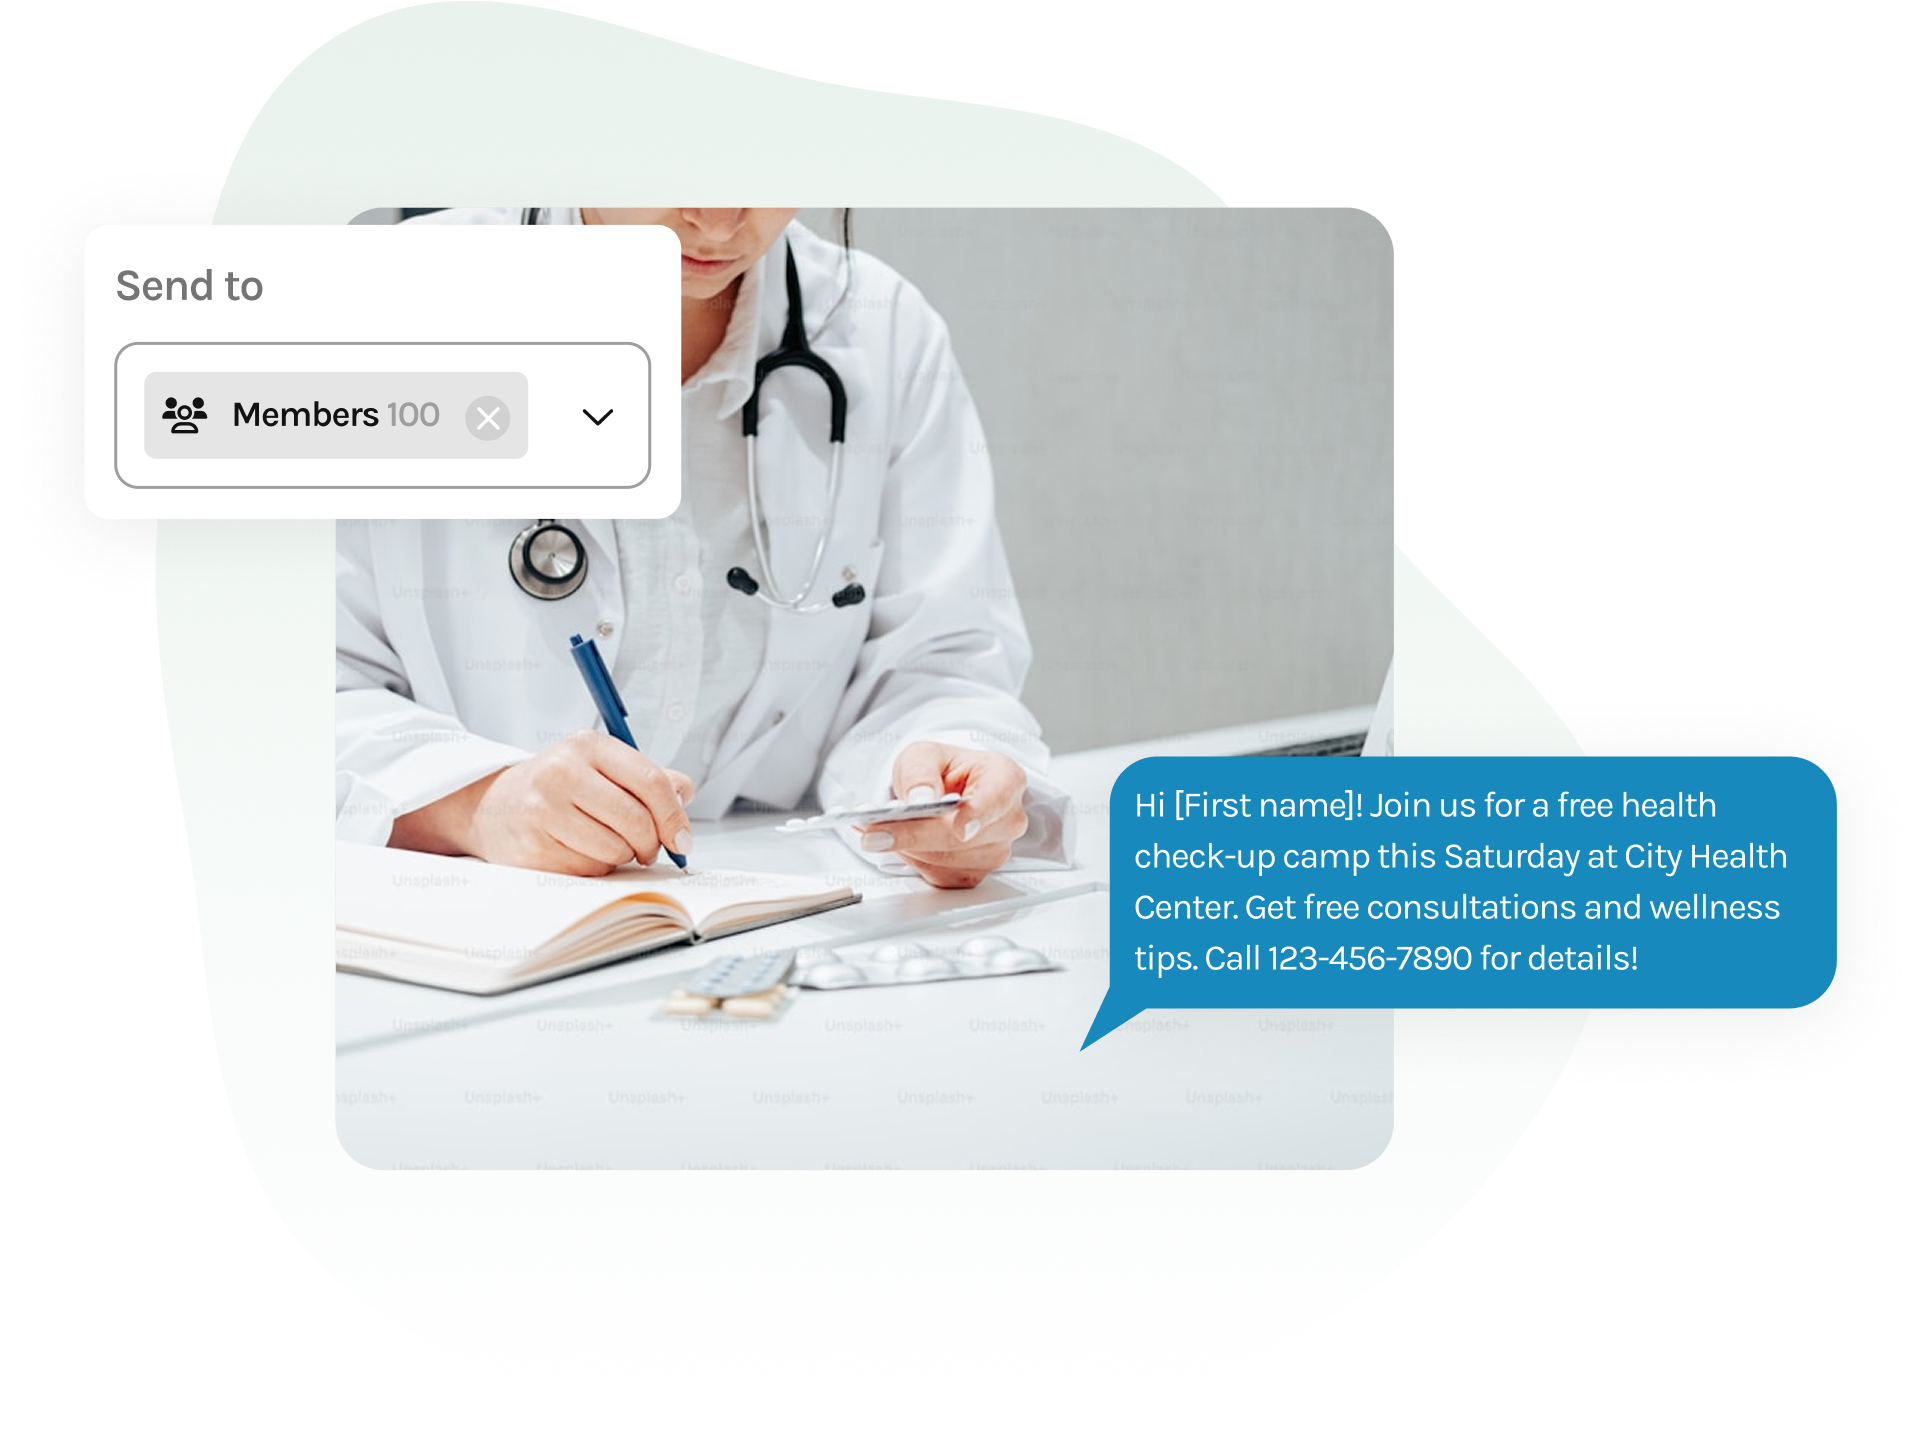 Send to
Members 100
Hi [First name]! Join us for a free health
check-up camp this Saturday at City Health
Center. Get free consultations and wellness
tips. Call 123-456-7890 for details!
Unsplash+